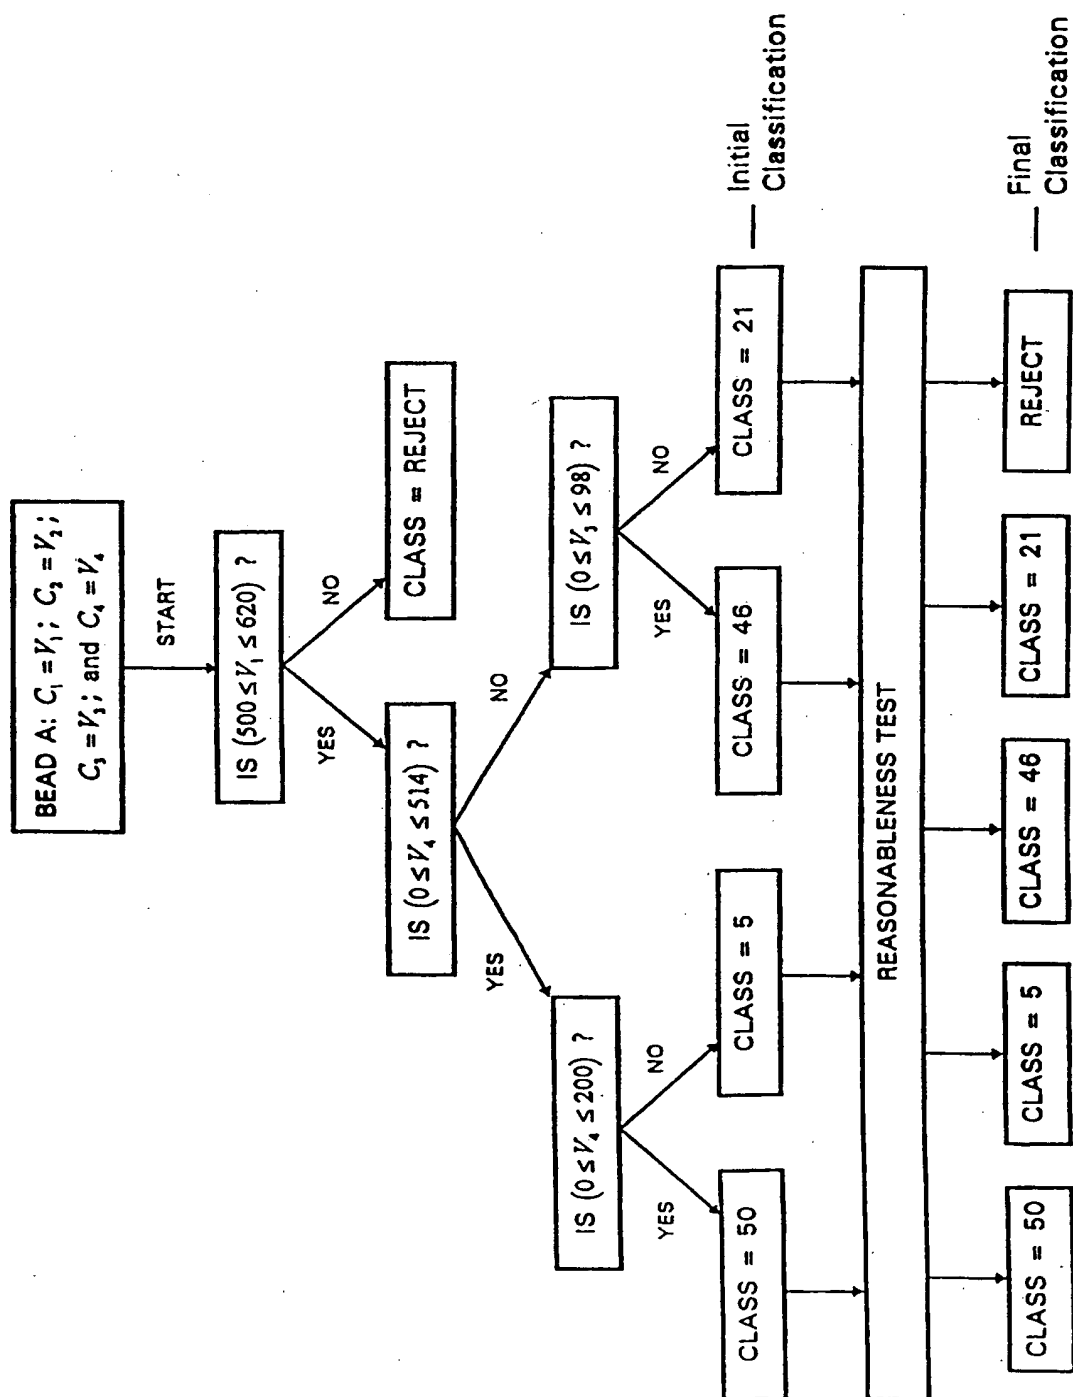 BEAD A: C₁ = V₁; C₂ = V₂;
C₃ = V₃; and C₄ = V₄
START
IS (500 ≤ V₁ ≤ 620) ?
YES
NO
IS (0 ≤ V₄ ≤ 514) ?
CLASS = REJECT
YES
NO
IS (0 ≤ V₄ ≤ 200) ?
IS (0 ≤ V₃ ≤ 98) ?
YES
NO
YES
NO
CLASS = 50
CLASS = 5
CLASS = 46
CLASS = 21
Initial
Classification
REASONABLENESS TEST
CLASS = 50
CLASS = 5
CLASS = 46
CLASS = 21
REJECT
Final
Classification